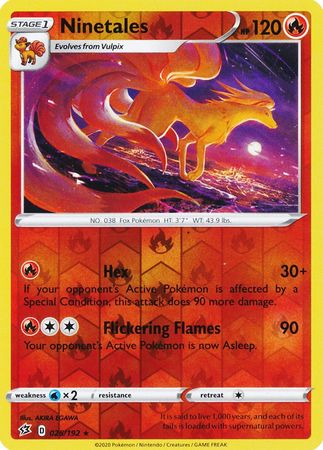 STAGE 1 Ninetales HP 120
Evolves from Vulpix
NO. 038 Fox Pokémon HT: 3'7" WT: 43.9 lbs.
Hex 30+
If your opponent's Active Pokémon is affected by a
Special Condition, this attack does 90 more damage.
Flickering Flames 90
Your opponent's Active Pokémon is now Asleep.
weakness ×2 resistance retreat
Illus. AKIRA EGAWA
D 026/192 ★
It is said to live 1,000 years, and each of its
tails is loaded with supernatural powers.
©2020 Pokémon / Nintendo / Creatures / GAME FREAK